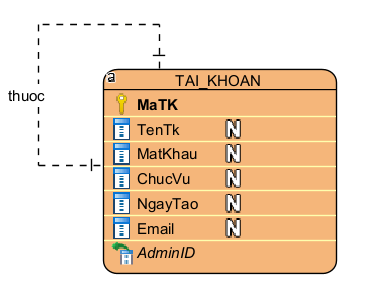 a
TAI_KHOAN
thuoc
MaTK
TenTk N
MatKhau N
ChucVu N
NgayTao N
Email N
AdminID